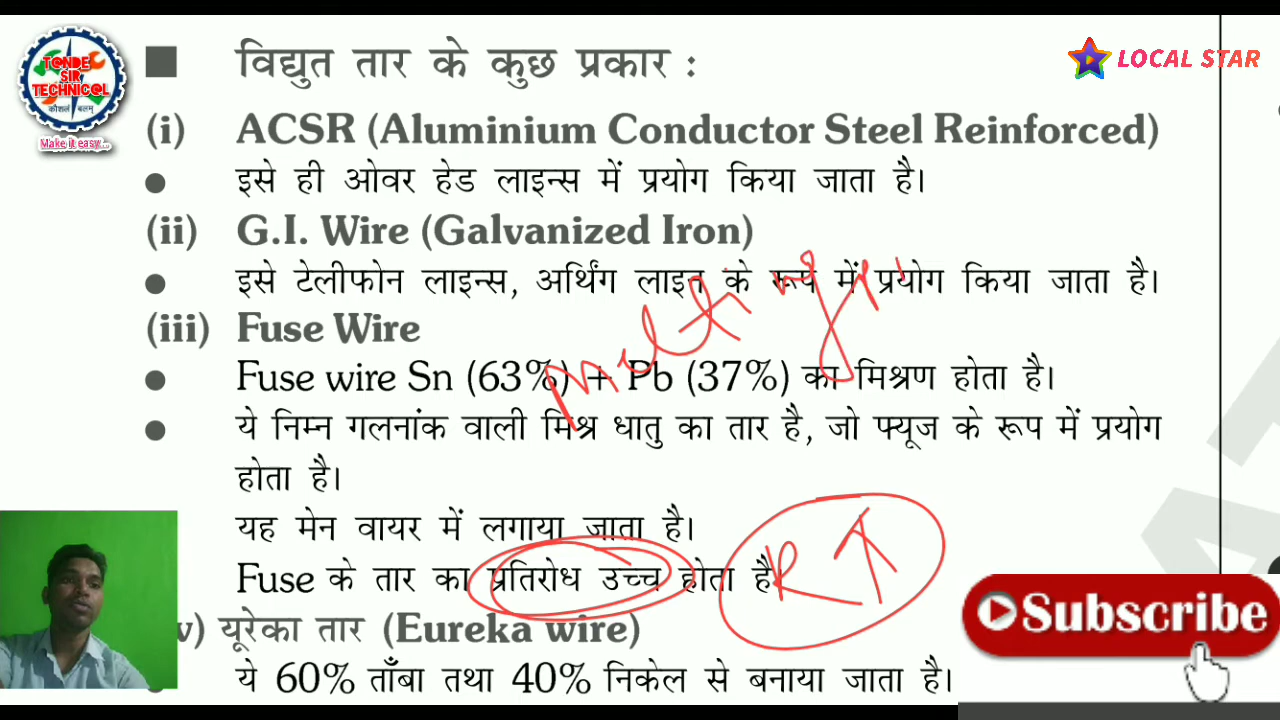 विद्युत तार के कुछ प्रकार :
LOCAL STAR
TONDE
SIR
TECHNICOL
कौशलं बलम्
Make it easy...
(i) ACSR (Aluminium Conductor Steel Reinforced)
इसे ही ओवर हेड लाइन्स में प्रयोग किया जाता है।
(ii) G.I. Wire (Galvanized Iron)
इसे टेलीफोन लाइन्स, अर्थिंग लाइन के रूप में प्रयोग किया जाता है।
(iii) Fuse Wire
Fuse wire Sn (63%) + Pb (37%) का मिश्रण होता है।
ये निम्न गलनांक वाली मिश्र धातु का तार है, जो फ्यूज के रूप में प्रयोग
होता है।
यह मेन वायर में लगाया जाता है।
Fuse के तार का प्रतिरोध उच्च होता है
R
v) यूरेका तार (Eureka wire)
Subscribe
ये 60% ताँबा तथा 40% निकेल से बनाया जाता है।